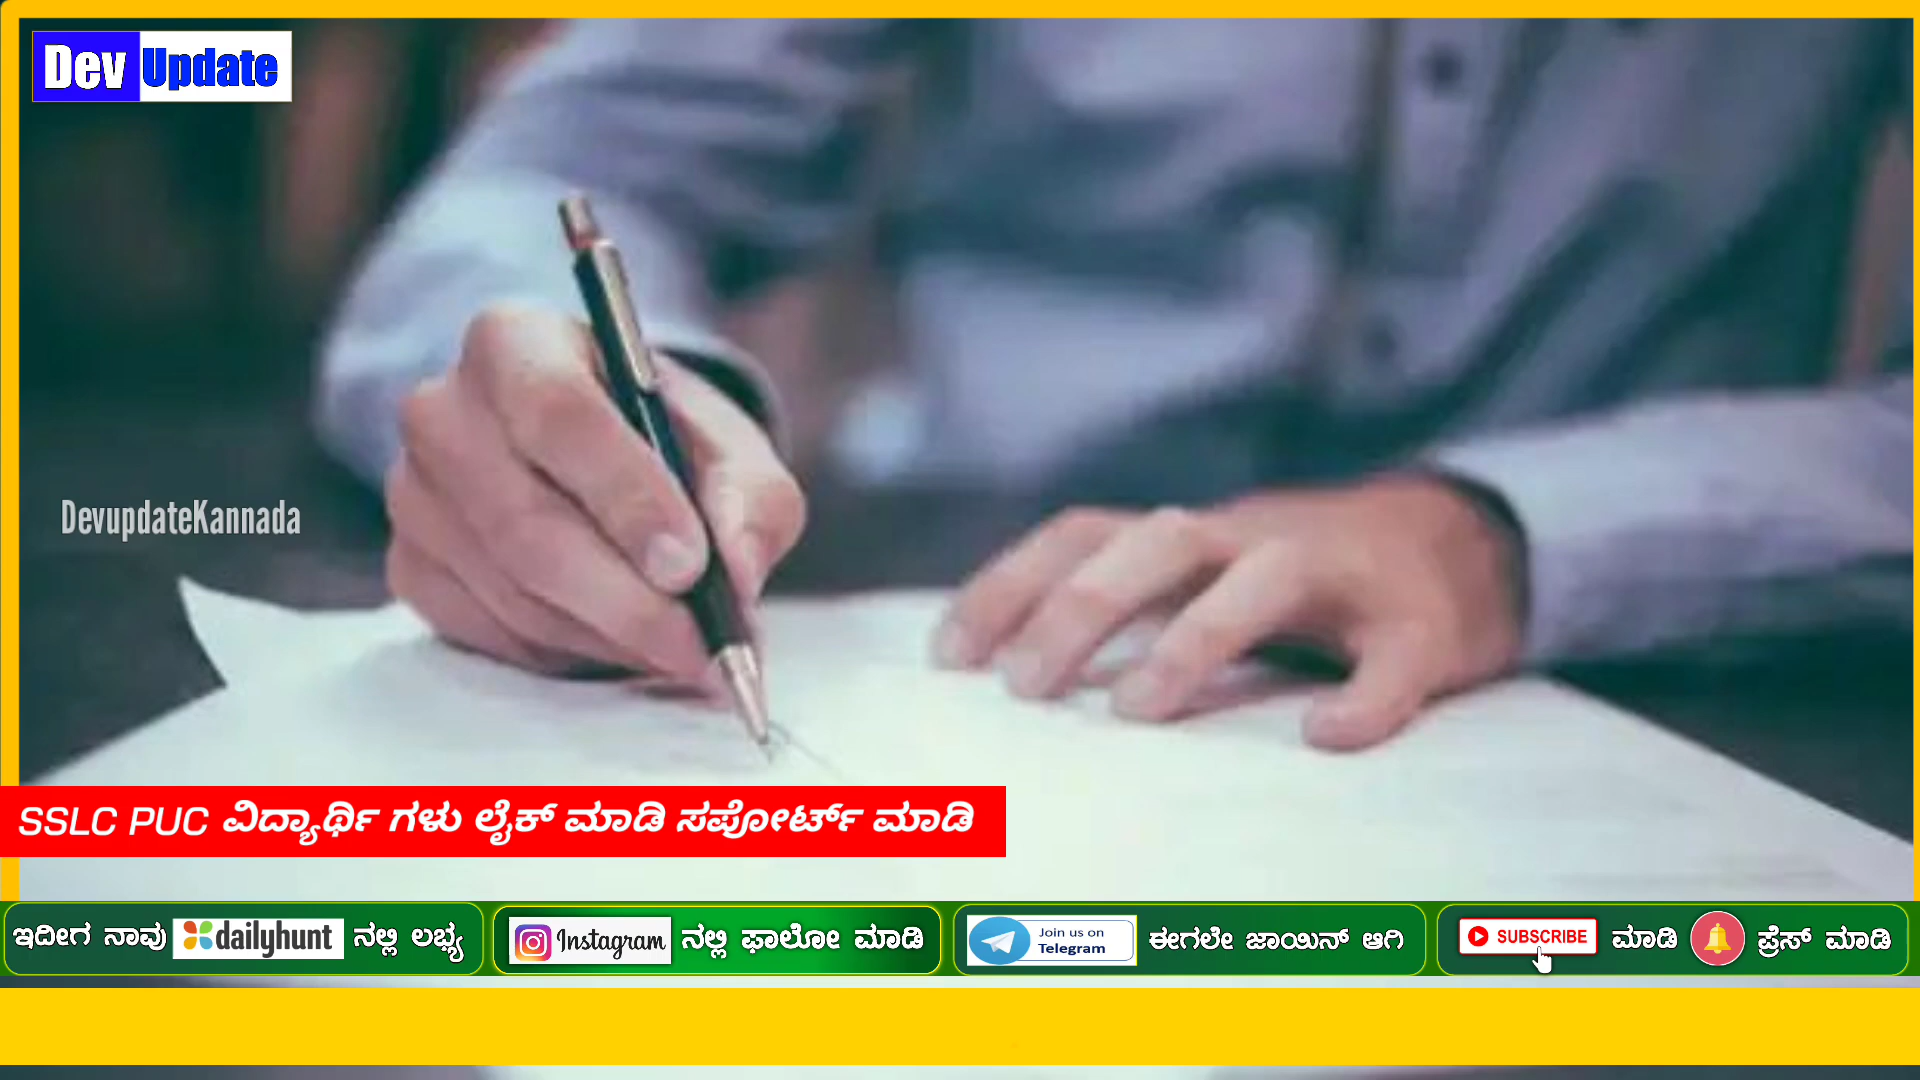 Dev Update
DevupdateKannada
SSLC PUC ವಿದ್ಯಾರ್ಥಿ ಗಳು ಲೈಕ್ ಮಾಡಿ ಸಪೋರ್ಟ್ ಮಾಡಿ
ಇದೀಗ ನಾವು dailyhunt ನಲ್ಲಿ ಲಭ್ಯ
Instagram ನಲ್ಲಿ ಫಾಲೋ ಮಾಡಿ
Join us on
Telegram
ಈಗಲೇ ಜಾಯಿನ್ ಆಗಿ
SUBSCRIBE ಮಾಡಿ ಪ್ರೆಸ್ ಮಾಡಿ